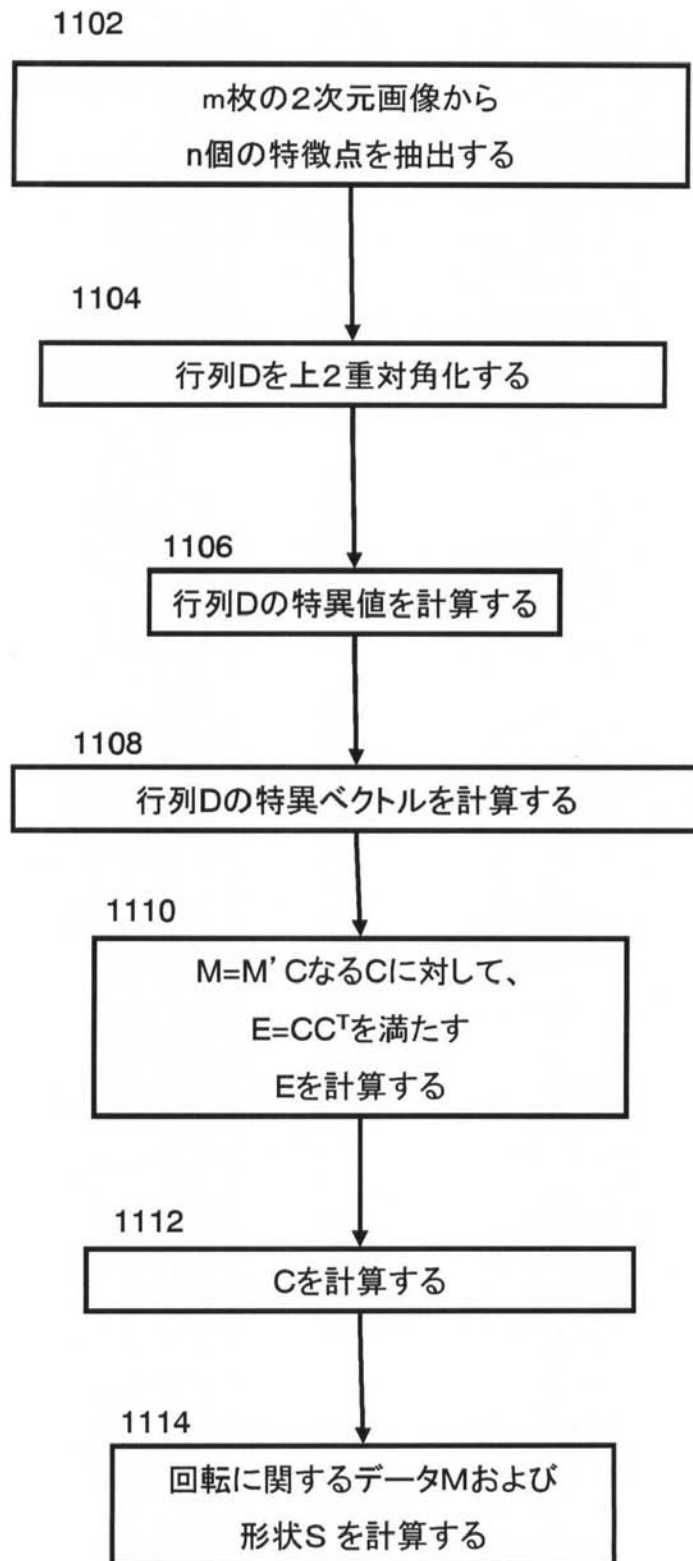 1102
m枚の2次元画像から
n個の特徴点を抽出する
1104
行列Dを上2重対角化する
1106
行列Dの特異値を計算する
1108
行列Dの特異ベクトルを計算する
1110
M=M'CなるCに対して、
E=CCᵀを満たす
Eを計算する
1112
Cを計算する
1114
回転に関するデータMおよび
形状S を計算する